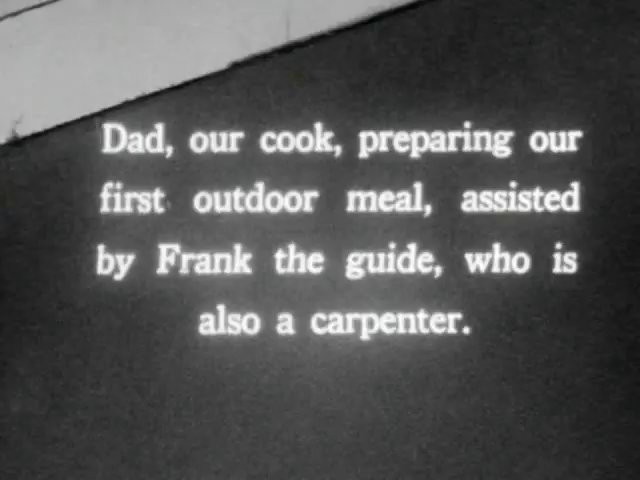 Dad, our cook, preparing our
first outdoor meal, assisted
by Frank the guide, who is
also a carpenter.